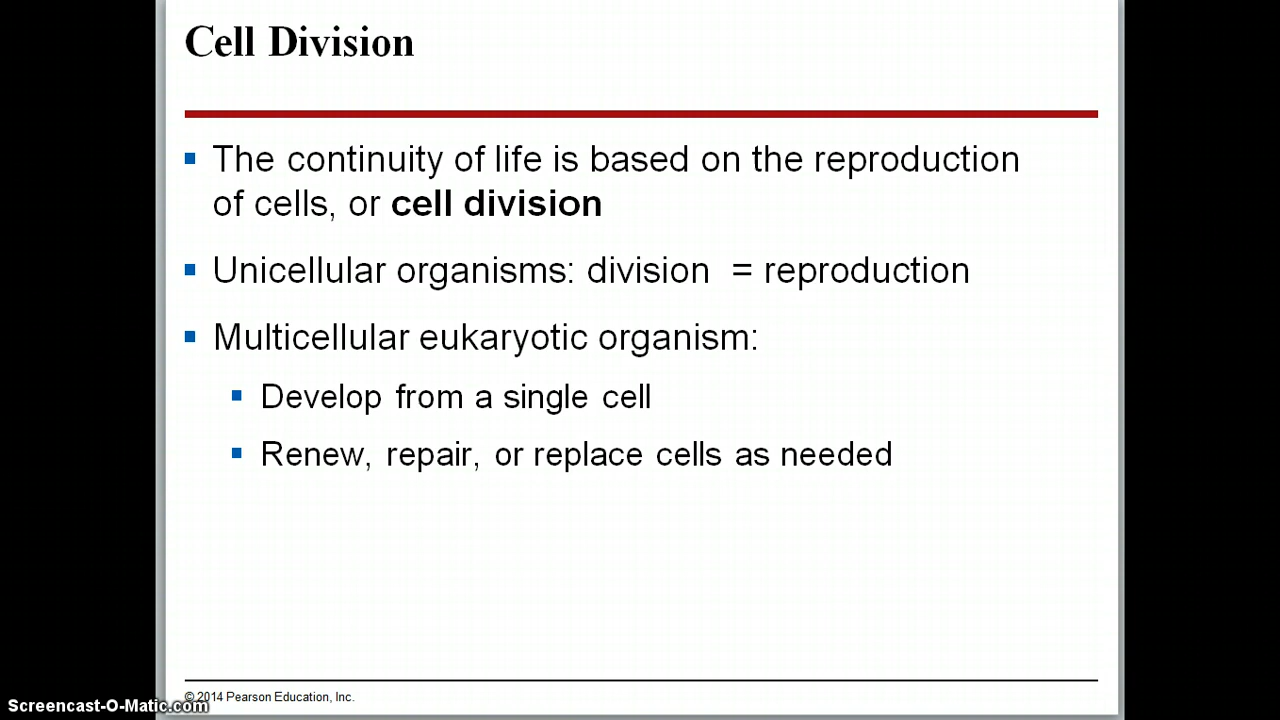 Cell Division
▪ The continuity of life is based on the reproduction
of cells, or cell division
▪ Unicellular organisms: division = reproduction
▪ Multicellular eukaryotic organism:
▪ Develop from a single cell
▪ Renew, repair, or replace cells as needed
© 2014 Pearson Education, Inc.
Screencast-O-Matic.com